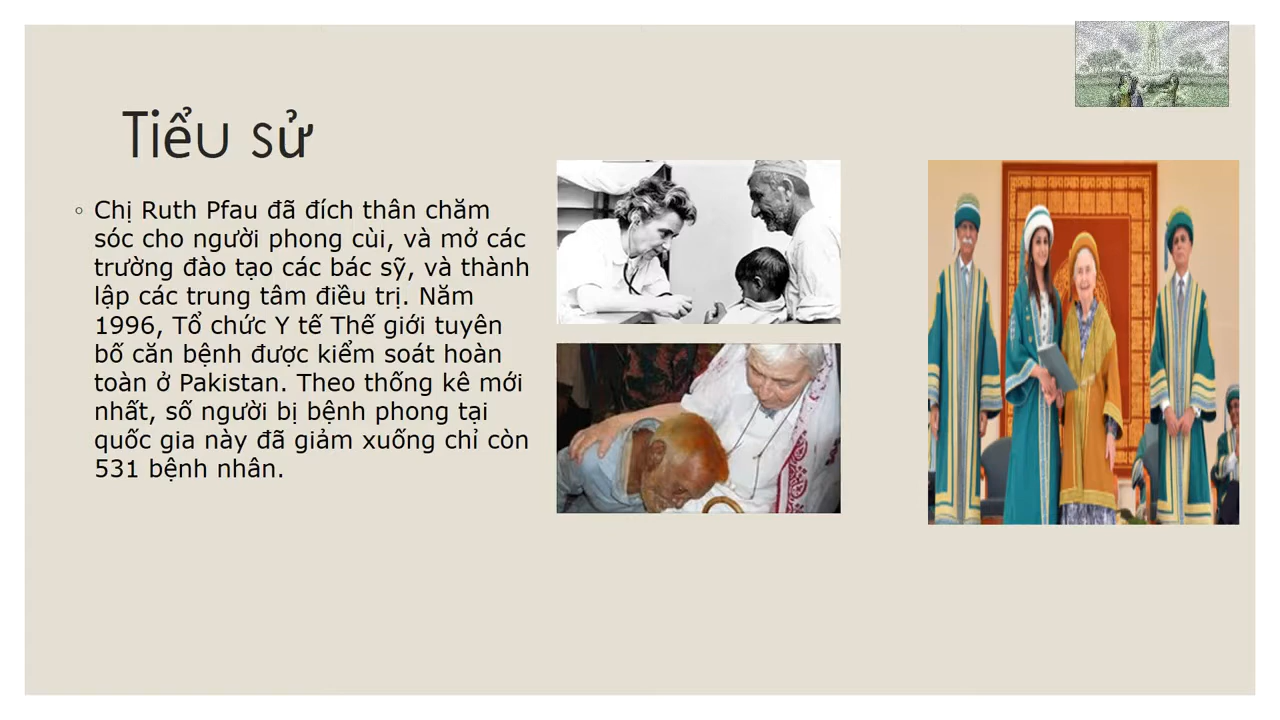 Tiểu sử
◦ Chị Ruth Pfau đã đích thân chăm
sóc cho người phong cùi, và mở các
trường đào tạo các bác sỹ, và thành
lập các trung tâm điều trị. Năm
1996, Tổ chức Y tế Thế giới tuyên
bố căn bệnh được kiểm soát hoàn
toàn ở Pakistan. Theo thống kê mới
nhất, số người bị bệnh phong tại
quốc gia này đã giảm xuống chỉ còn
531 bệnh nhân.